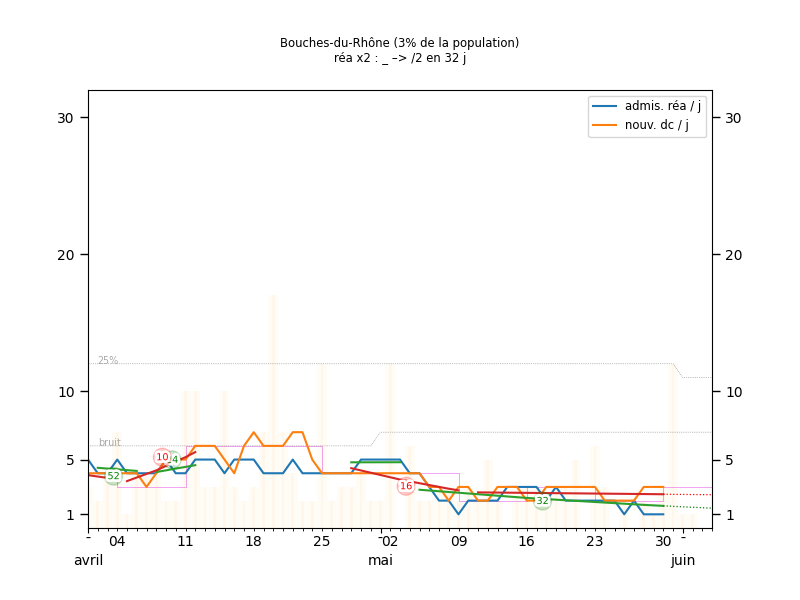 Bouches-du-Rhône (3% de la population)
réa x2 : _ –> /2 en 32 j
admis. réa / j
nouv. dc / j
30 30
20 20
25%
10 10
bruit
5 5
10 4
52
16
32
1 1
- 04 11 18 25 - 02 09 16 23 30 -
avril mai juin